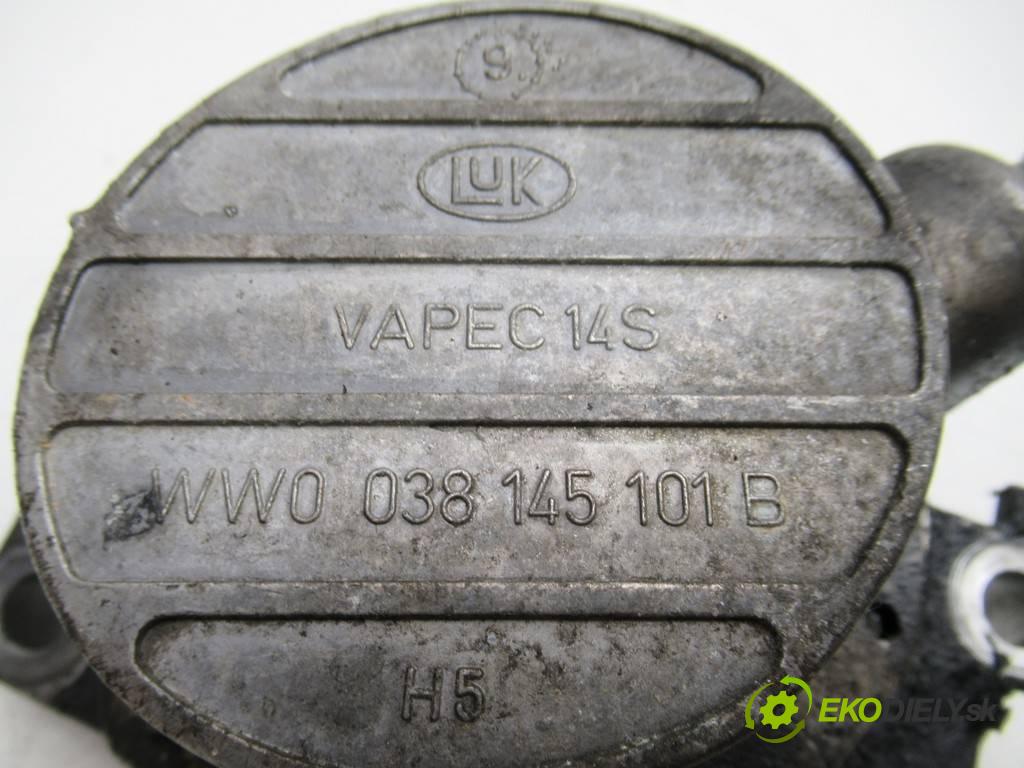 9
LUK
VAPEC 14S
WW0 038 145 101 B
H5
EKODIELY.sk